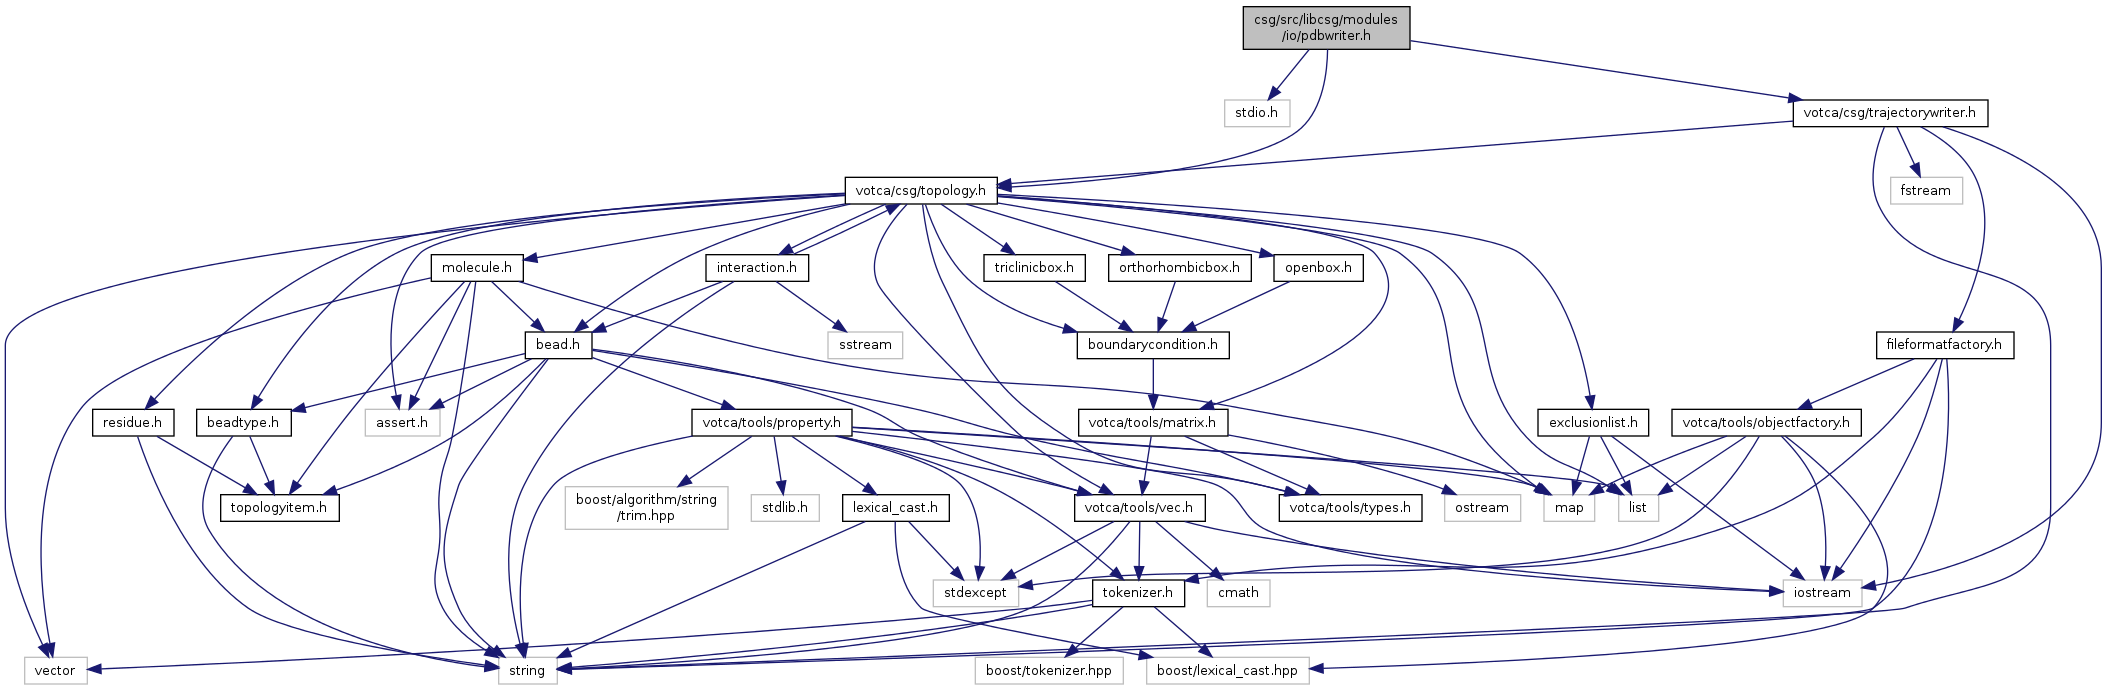 csg/src/libcsg/modules
/io/pdbwriter.h
stdio.h
votca/csg/trajectorywriter.h
votca/csg/topology.h
fstream
molecule.h
interaction.h
triclinicbox.h
orthorhombicbox.h
openbox.h
bead.h
sstream
boundarycondition.h
fileformatfactory.h
residue.h
beadtype.h
assert.h
votca/tools/property.h
votca/tools/matrix.h
exclusionlist.h
votca/tools/objectfactory.h
topologyitem.h
boost/algorithm/string
/trim.hpp
stdlib.h
lexical_cast.h
votca/tools/vec.h
votca/tools/types.h
ostream
map
list
stdexcept
tokenizer.h
cmath
iostream
vector
string
boost/tokenizer.hpp
boost/lexical_cast.hpp